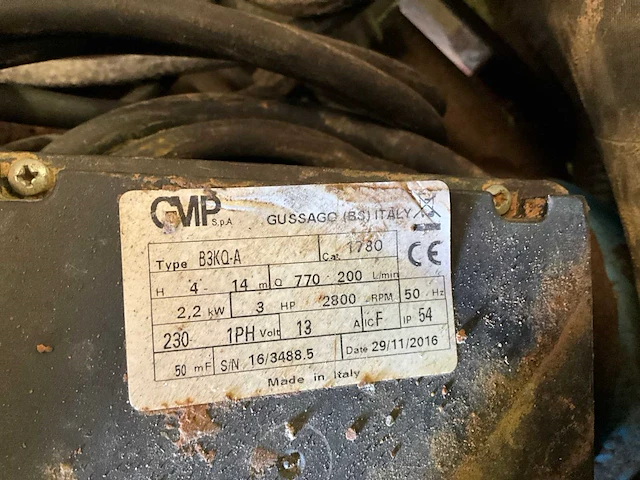 GMP S.p.A GUSSAGO (BS) ITALY
Type B3KQ-A Cat. 1780 CE
H 4 - 14 m Q 770 - 200 L/min
2,2 kW 3 HP 2800 RPM 50 Hz
230 1PH Volt 13 A IC F IP 54
50 mF S/N 16/3488.5 Date 29/11/2016
Made in Italy